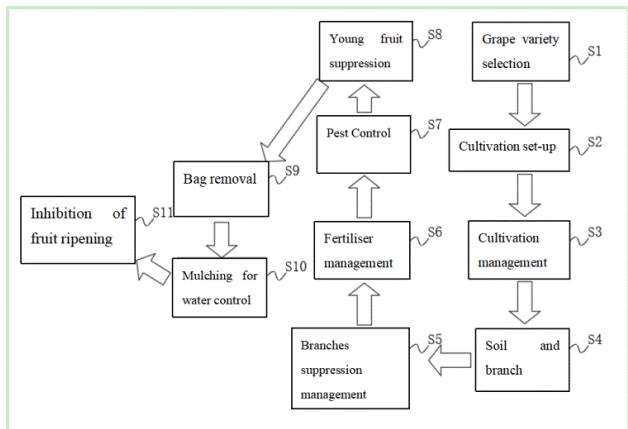 Grape variety
selection
S1
Cultivation set-up
S2
Cultivation
management
S3
Soil and
branch
S4
Branches
suppression
management
S5
Fertiliser
management
S6
Pest Control
S7
Young fruit
suppression
S8
Bag removal
S9
Mulching for
water control
S10
Inhibition of
fruit ripening
S11